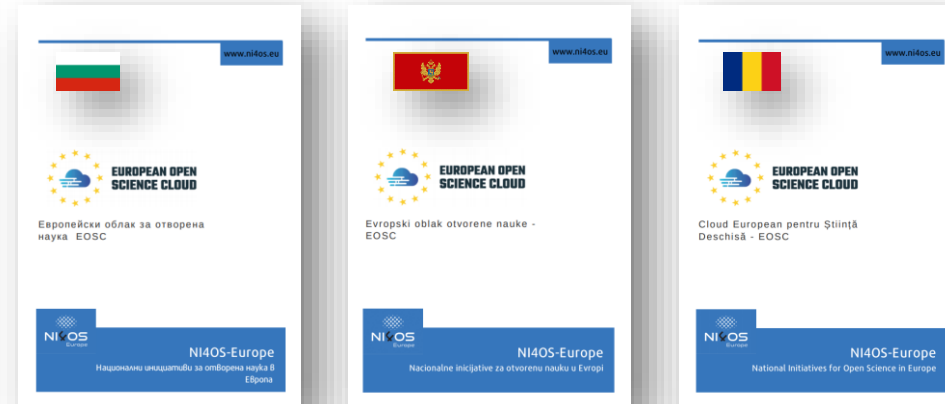 www.ni4os.eu
EUROPEAN OPEN
SCIENCE CLOUD
Европейски облак за отворена
наука EOSC
NI4OS
Europe
NI4OS-Europe
Национални инициативи за отворена наука в
Европа
www.ni4os.eu
EUROPEAN OPEN
SCIENCE CLOUD
Evropski oblak otvorene nauke -
EOSC
NI4OS
Europe
NI4OS-Europe
Nacionalne inicijative za otvorenu nauku u Evropi
www.ni4os.eu
EUROPEAN OPEN
SCIENCE CLOUD
Cloud European pentru Știință
Deschisă - EOSC
NI4OS
Europe
NI4OS-Europe
National Initiatives for Open Science in Europe